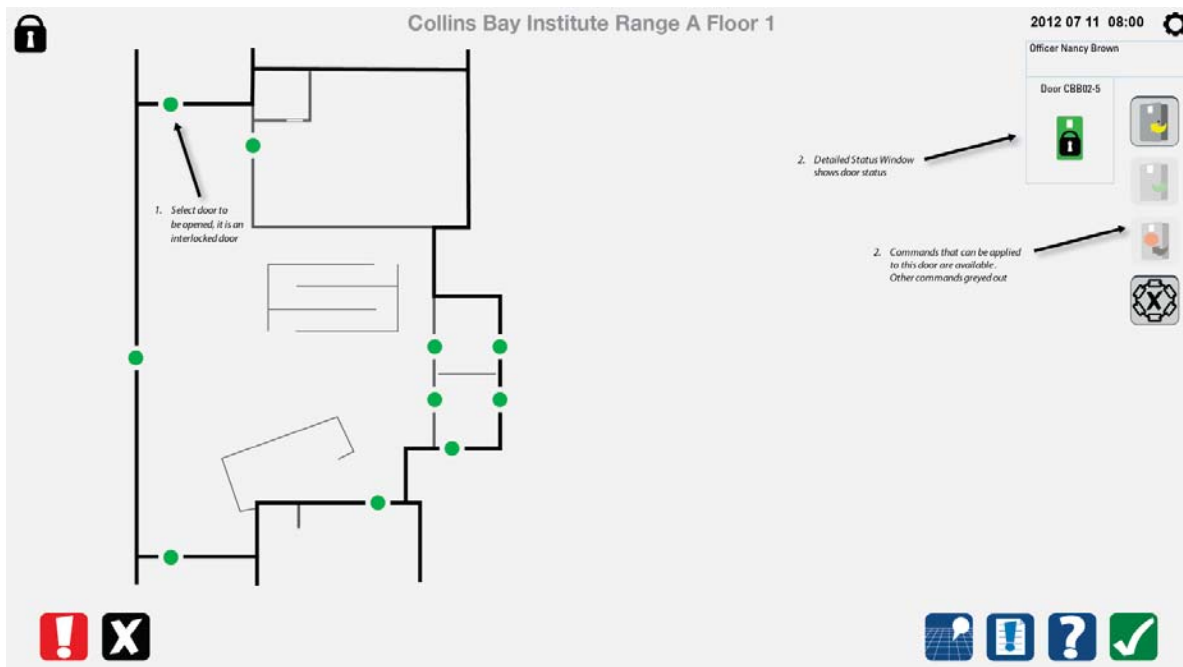 Collins Bay Institute Range A Floor 1
2012 07 11 08:00
Officer Nancy Brown
Door CBB02-5
2. Detailed Status Window
shows door status
1. Select door to
be opened, it is an
interlocked door
2. Commands that can be applied
to this door are available.
Other commands greyed out
X
X